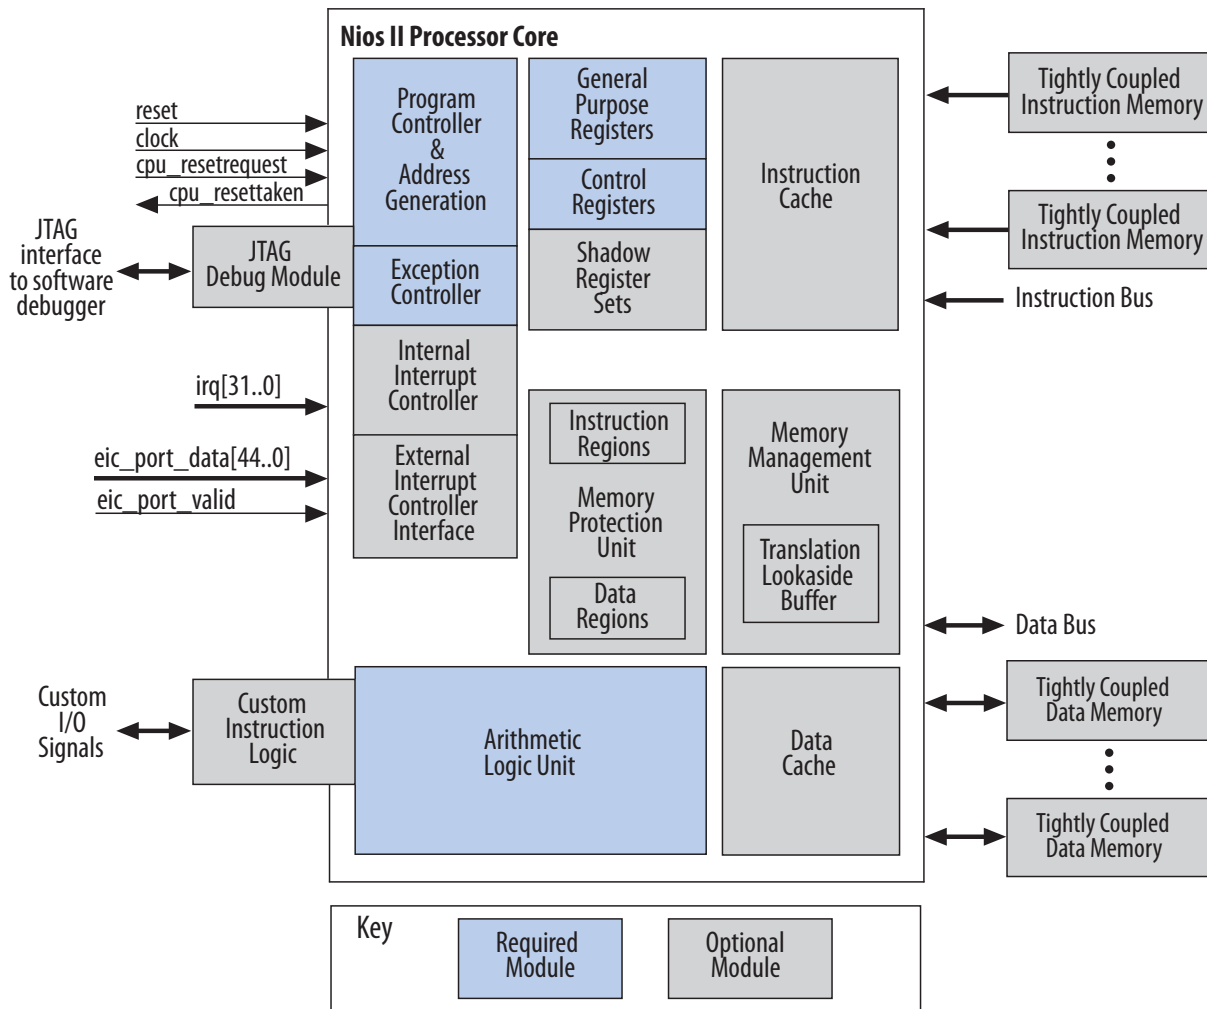 Nios II Processor Core
reset
clock
cpu_resetrequest
cpu_resettaken
JTAG
interface
to software
debugger
JTAG
Debug Module
irq[31..0]
eic_port_data[44..0]
eic_port_valid
Custom
I/O
Signals
Custom
Instruction
Logic
Program
Controller
&
Address
Generation
Exception
Controller
Internal
Interrupt
Controller
External
Interrupt
Controller
Interface
General
Purpose
Registers
Control
Registers
Shadow
Register
Sets
Instruction
Cache
Instruction
Regions
Memory
Protection
Unit
Data
Regions
Memory
Management
Unit
Translation
Lookaside
Buffer
Arithmetic
Logic Unit
Data
Cache
Tightly Coupled
Instruction Memory
Tightly Coupled
Instruction Memory
Instruction Bus
Data Bus
Tightly Coupled
Data Memory
Tightly Coupled
Data Memory
Key
Required
Module
Optional
Module